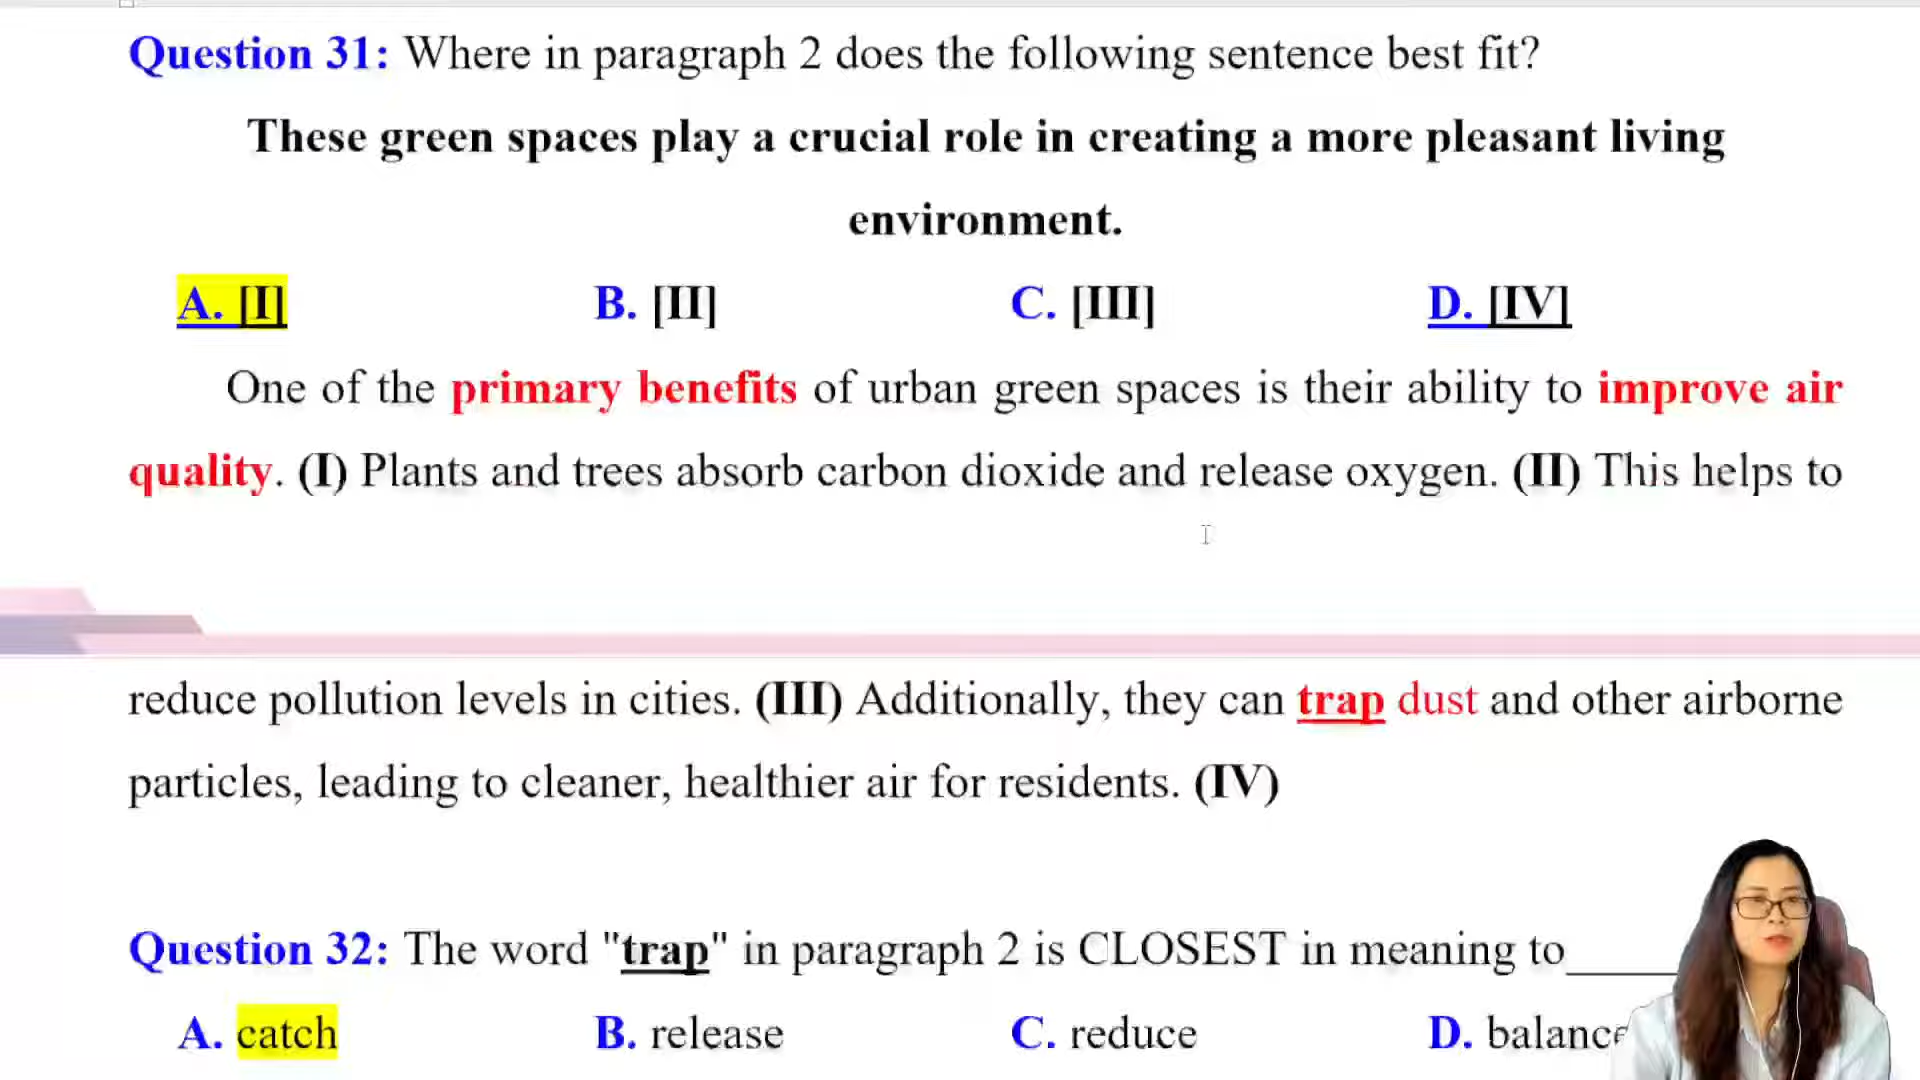 Question 31: Where in paragraph 2 does the following sentence best fit?
These green spaces play a crucial role in creating a more pleasant living
environment.
A. [I] B. [II] C. [III] D. [IV]
One of the primary benefits of urban green spaces is their ability to improve air
quality. (I) Plants and trees absorb carbon dioxide and release oxygen. (II) This helps to
reduce pollution levels in cities. (III) Additionally, they can trap dust and other airborne
particles, leading to cleaner, healthier air for residents. (IV)
Question 32: The word "trap" in paragraph 2 is CLOSEST in meaning to______
A. catch B. release C. reduce D. balance